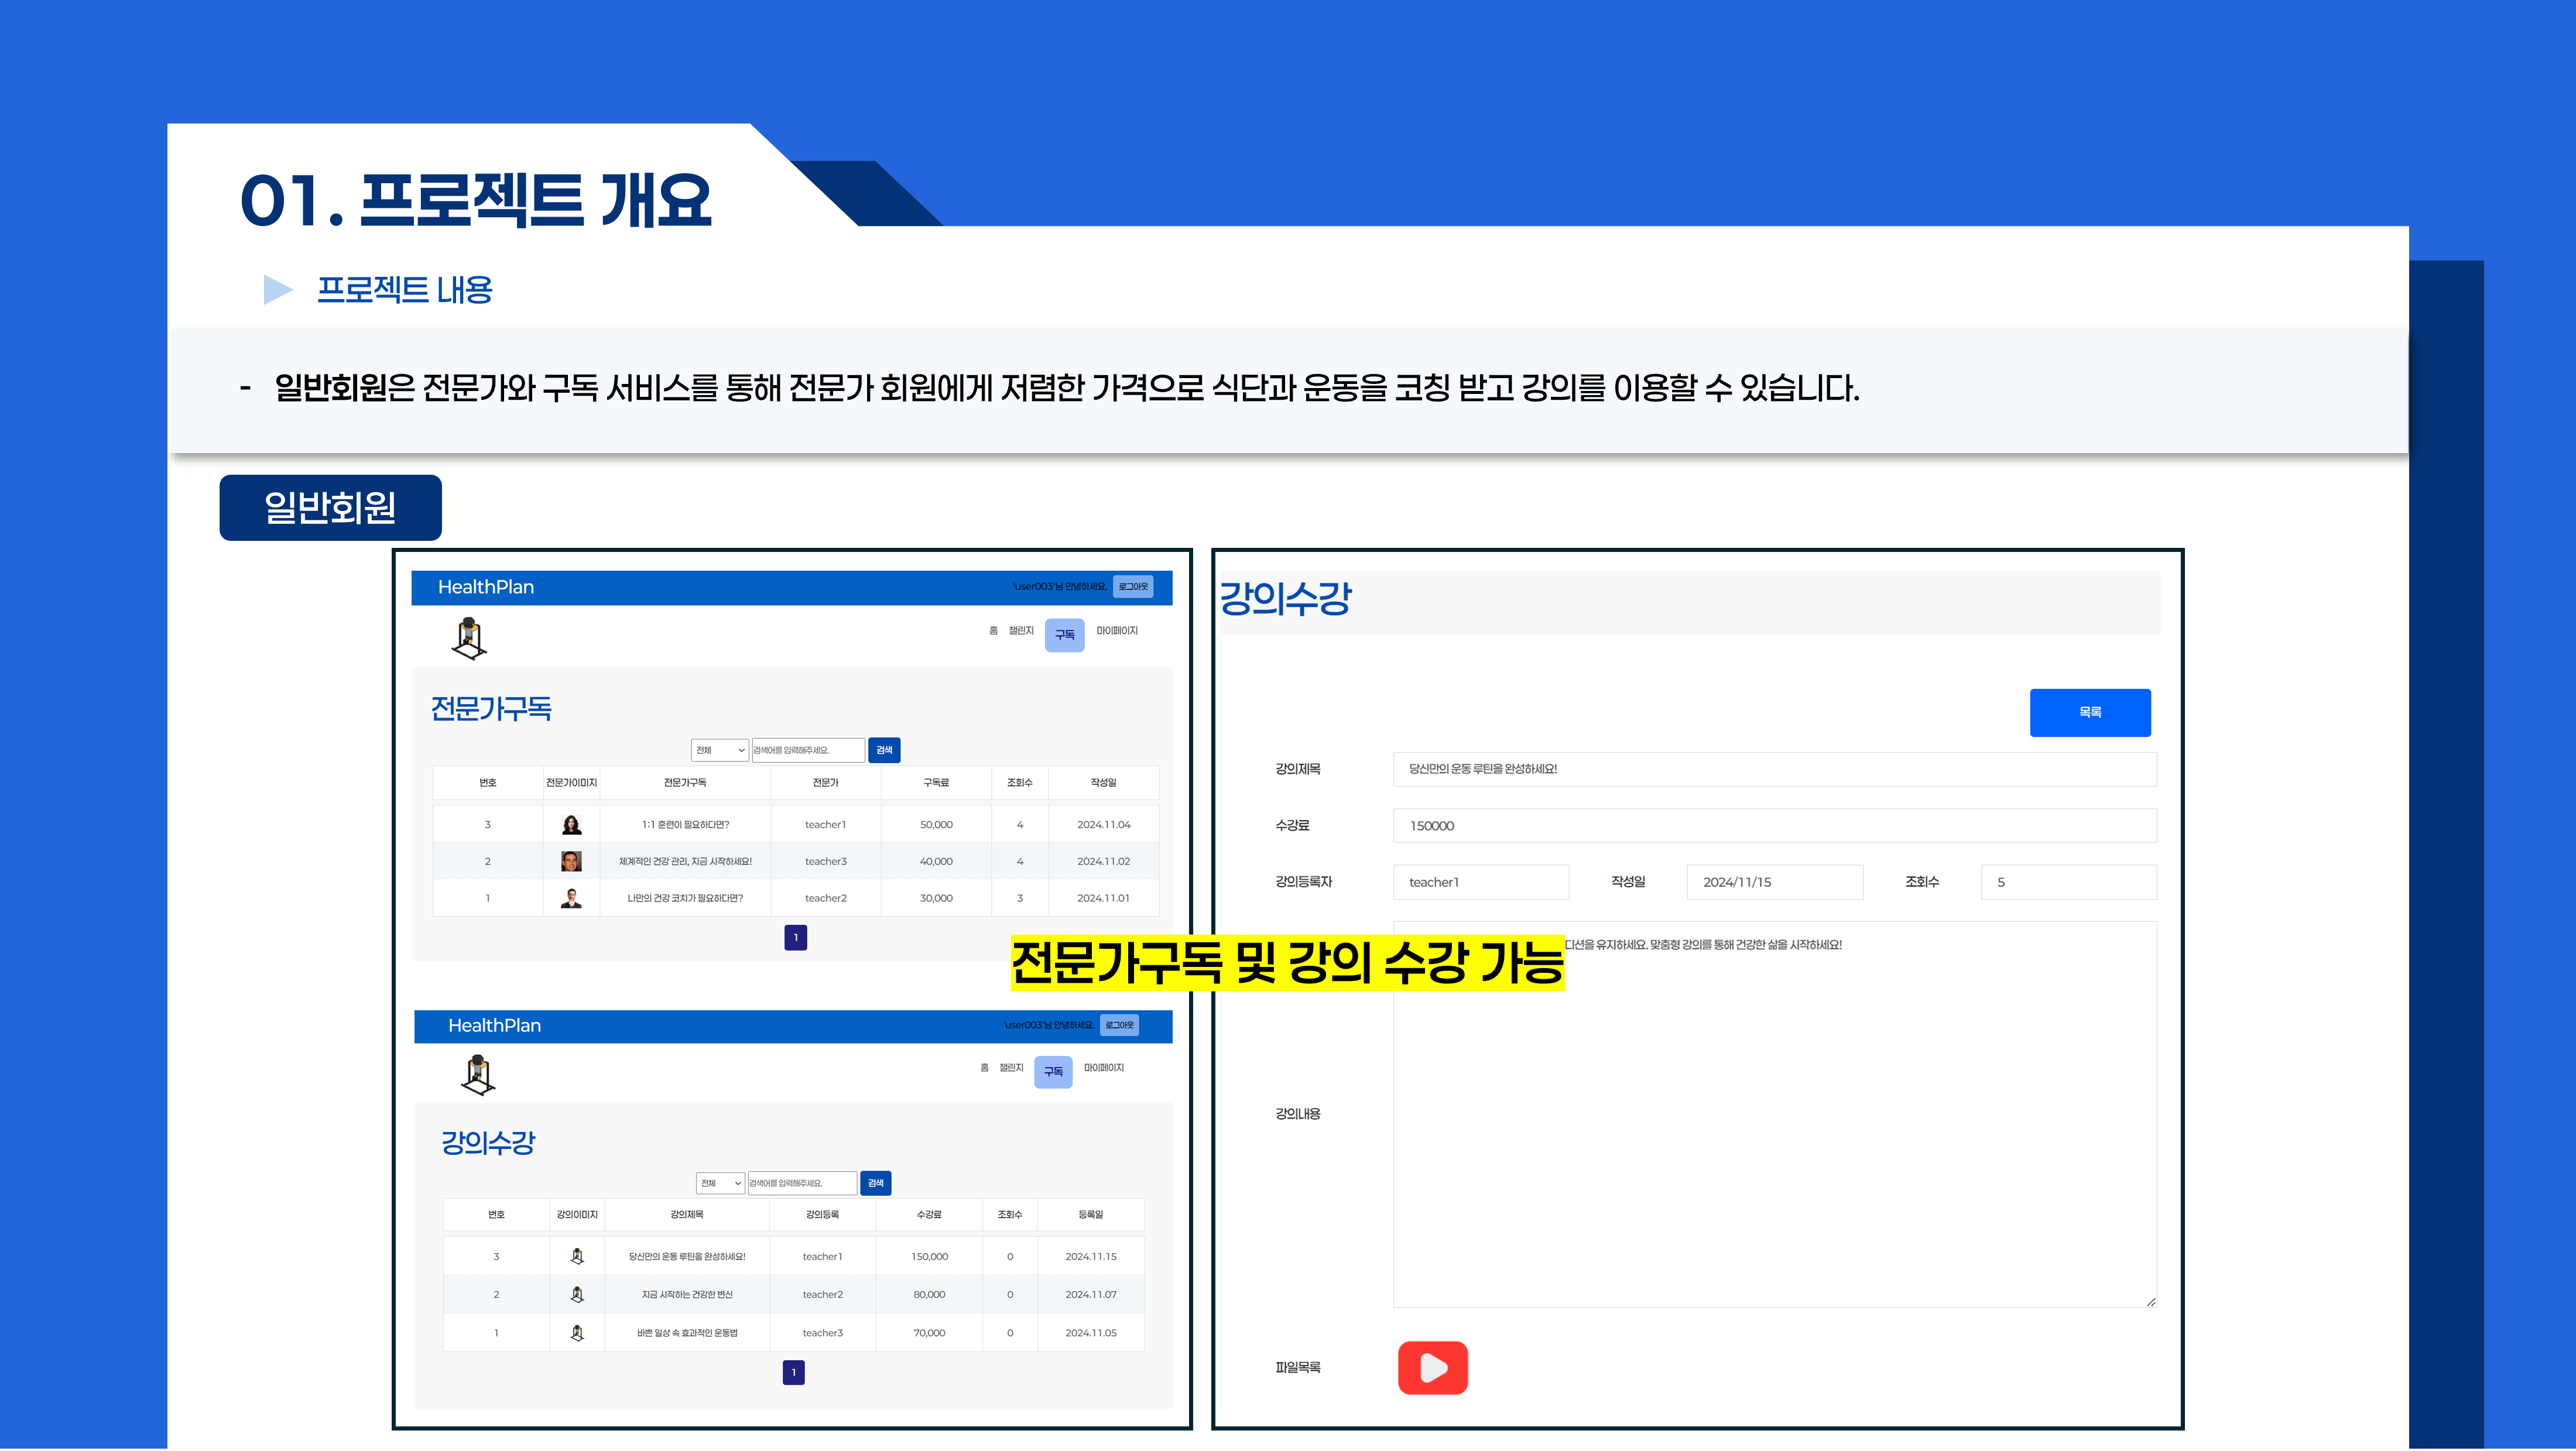 01. 프로젝트 개요
프로젝트 내용
- 일반회원은 전문가와 구독 서비스를 통해 전문가 회원에게 저렴한 가격으로 식단과 운동을 코칭 받고 강의를 이용할 수 있습니다.
일반회원
HealthPlan 'user003'님 안녕하세요. 로그아웃
홈 챌린지 구독 마이페이지
전문가구독
전체 검색어를 입력해주세요. 검색
번호 전문가이미지 전문가구독 전문가 구독료 조회수 작성일
3 1:1 훈련이 필요하다면? teacher1 50,000 4 2024.11.04
2 체계적인 건강 관리, 지금 시작하세요! teacher3 40,000 4 2024.11.02
1 나만의 건강 코치가 필요하다면? teacher2 30,000 3 2024.11.01
1
전문가구독 및 강의 수강 가능
HealthPlan 'user003'님 안녕하세요. 로그아웃
홈 챌린지 구독 마이페이지
강의수강
전체 검색어를 입력해주세요. 검색
번호 강의이미지 강의제목 강의등록 수강료 조회수 등록일
3 당신만의 운동 루틴을 완성하세요! teacher1 150,000 0 2024.11.15
2 지금 시작하는 건강한 변신 teacher2 80,000 0 2024.11.07
1 바쁜 일상 속 효과적인 운동법 teacher3 70,000 0 2024.11.05
1
강의수강
목록
강의제목 당신만의 운동 루틴을 완성하세요!
수강료 150000
강의등록자 teacher1 작성일 2024/11/15 조회수 5
디션을 유지하세요. 맞춤형 강의를 통해 건강한 삶을 시작하세요!
강의내용
파일목록